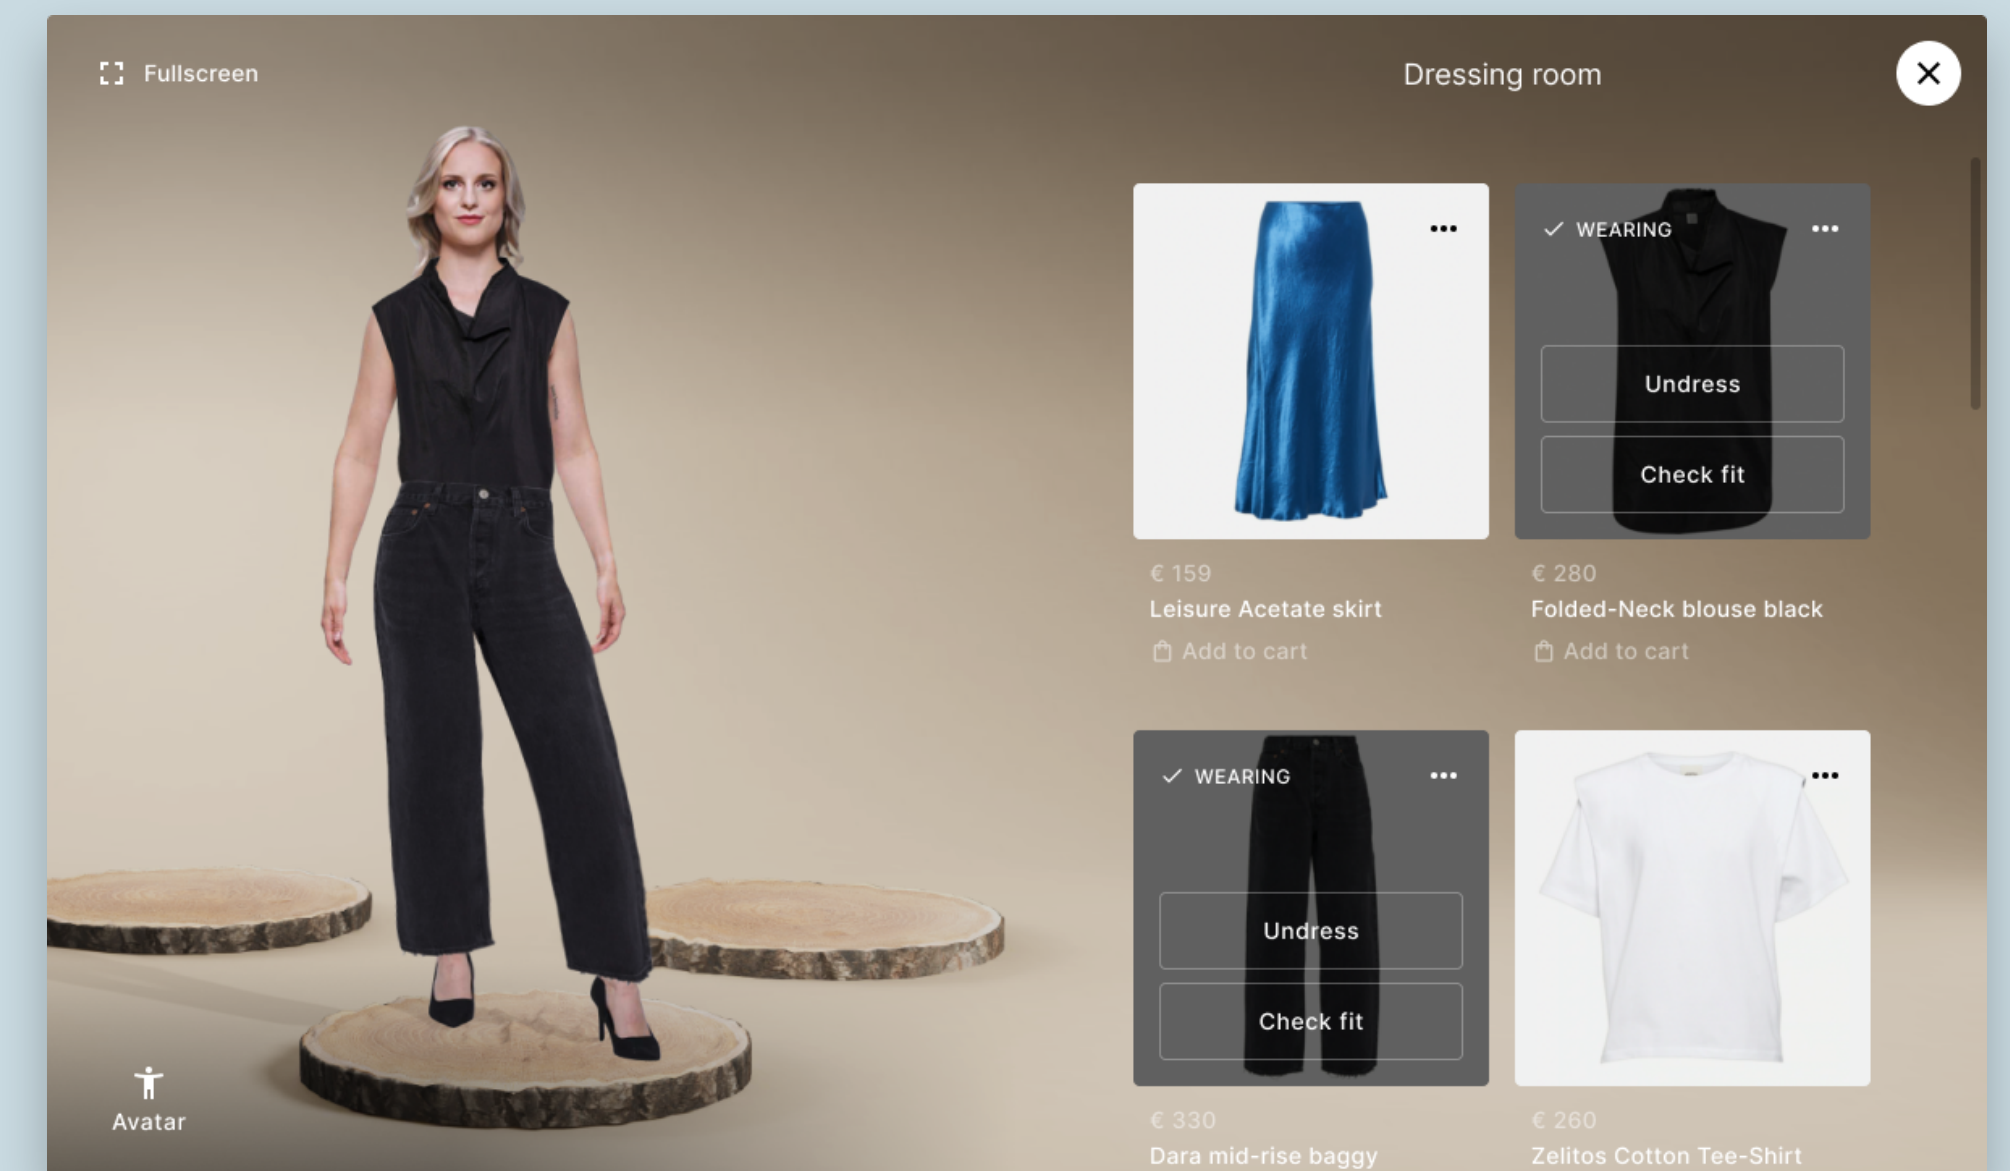 Fullscreen
Dressing room
WEARING
Undress
Check fit
€ 159
Leisure Acetate skirt
Add to cart
€ 280
Folded-Neck blouse black
Add to cart
WEARING
Undress
Check fit
€ 330
Dara mid-rise baggy
€ 260
Zelitos Cotton Tee-Shirt
Avatar